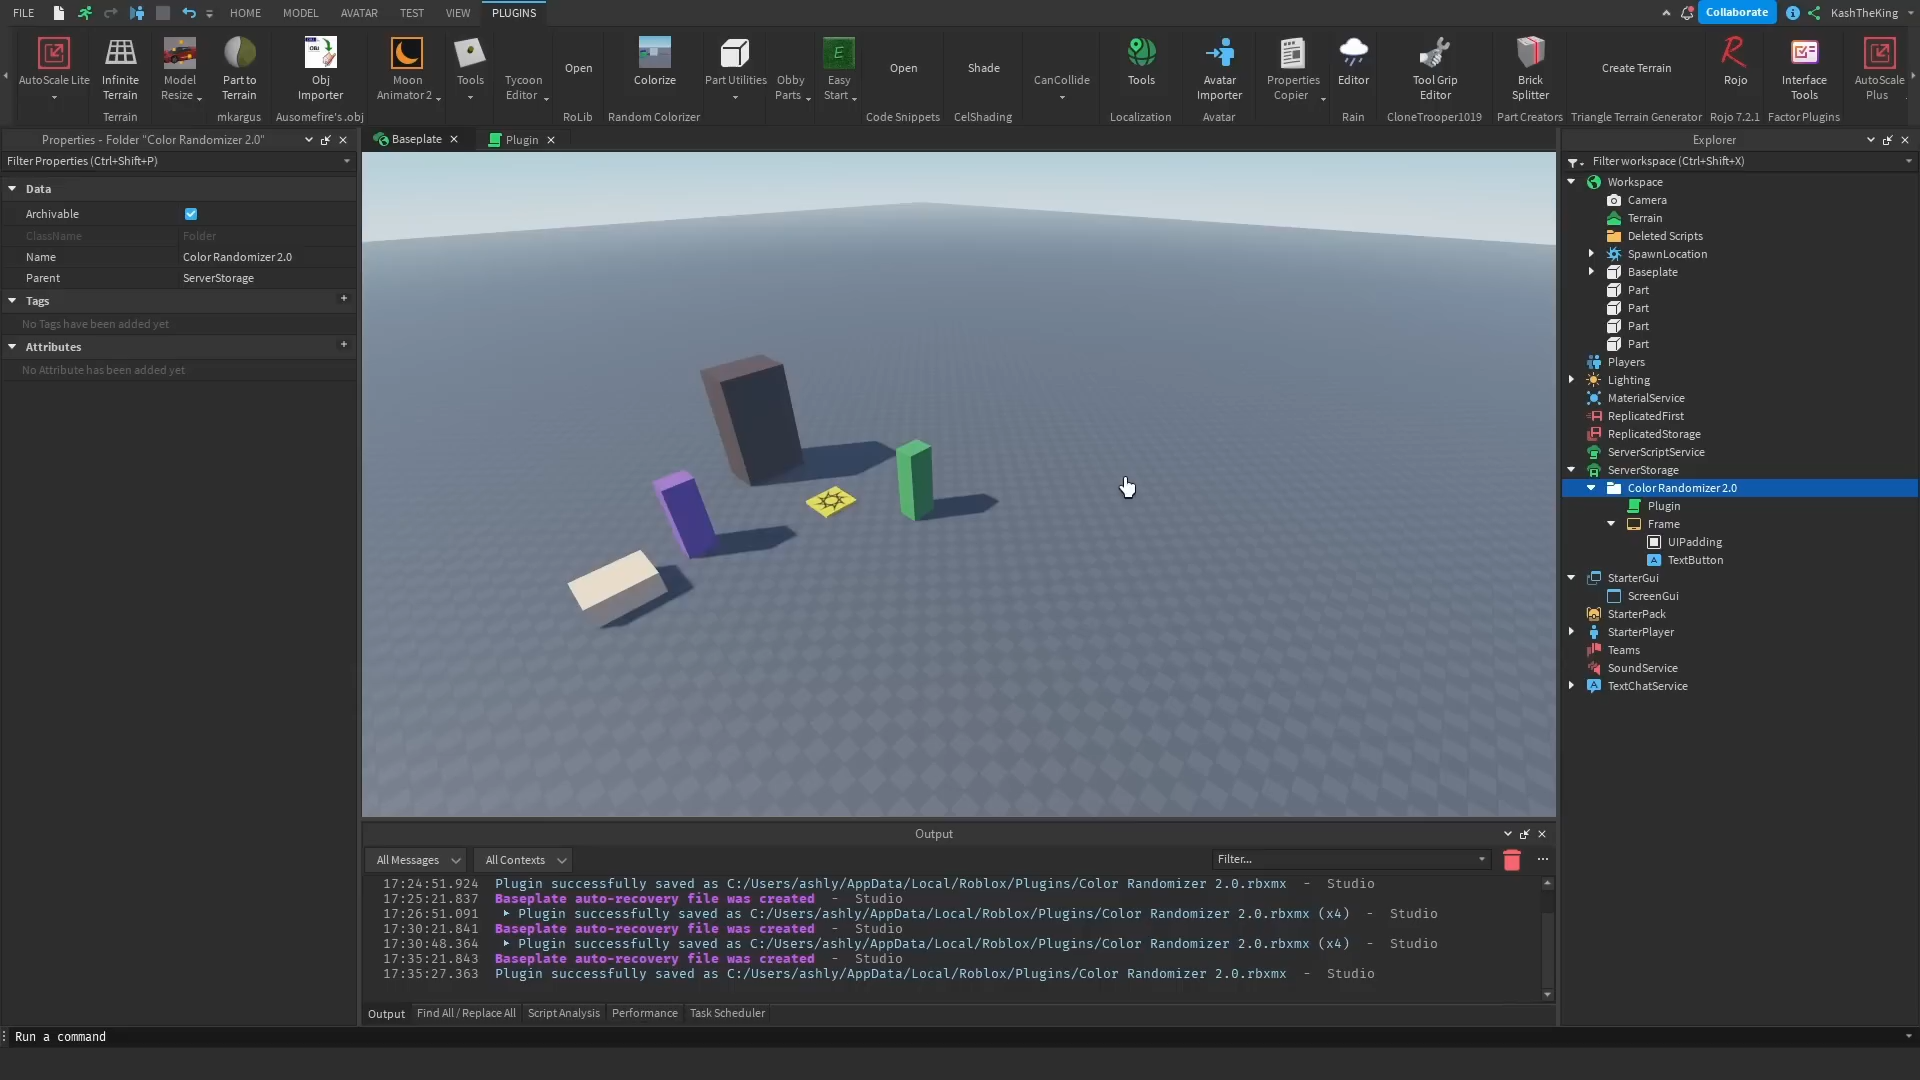 FILE HOME MODEL AVATAR TEST VIEW PLUGINS Collaborate KashTheKing
AutoScale Lite
Infinite Terrain
Terrain
Model Resize
Part to Terrain
mkargus
Obj Importer
Ausomefire's .obj
Moon Animator 2
Tools
Tycoon Editor
Open
RoLib
Colorize
Random Colorizer
Part Utilities
Obby Parts
E
Easy Start
Open
Code Snippets
Shade
CelShading
CanCollide
Tools
Localization
Avatar Importer
Avatar
Properties Copier
Editor
Rain
Tool Grip Editor
CloneTrooper1019
Brick Splitter
Part Creators
Create Terrain
Triangle Terrain Generator
Rojo
Rojo 7.2.1
Interface Tools
Factor Plugins
AutoScale Plus
Properties - Folder "Color Randomizer 2.0"
Filter Properties (Ctrl+Shift+P)
Data
Archivable
ClassName Folder
Name Color Randomizer 2.0
Parent ServerStorage
Tags +
No Tags have been added yet
Attributes +
No Attribute has been added yet
Baseplate Plugin
Output
All Messages All Contexts Filter... ...
17:24:51.924 Plugin successfully saved as C:/Users/ashly/AppData/Local/Roblox/Plugins/Color Randomizer 2.0.rbxmx - Studio
17:25:21.837 Baseplate auto-recovery file was created - Studio
17:26:51.091 Plugin successfully saved as C:/Users/ashly/AppData/Local/Roblox/Plugins/Color Randomizer 2.0.rbxmx (x4) - Studio
17:30:21.841 Baseplate auto-recovery file was created - Studio
17:30:48.364 Plugin successfully saved as C:/Users/ashly/AppData/Local/Roblox/Plugins/Color Randomizer 2.0.rbxmx (x4) - Studio
17:35:21.843 Baseplate auto-recovery file was created - Studio
17:35:27.363 Plugin successfully saved as C:/Users/ashly/AppData/Local/Roblox/Plugins/Color Randomizer 2.0.rbxmx - Studio
Output Find All / Replace All Script Analysis Performance Task Scheduler
Explorer
Filter workspace (Ctrl+Shift+X)
Workspace
Camera
Terrain
Deleted Scripts
SpawnLocation
Baseplate
Part
Part
Part
Part
Players
Lighting
MaterialService
ReplicatedFirst
ReplicatedStorage
ServerScriptService
ServerStorage
Color Randomizer 2.0
Plugin
Frame
UIPadding
TextButton
StarterGui
ScreenGui
StarterPack
StarterPlayer
Teams
SoundService
TextChatService
Run a command